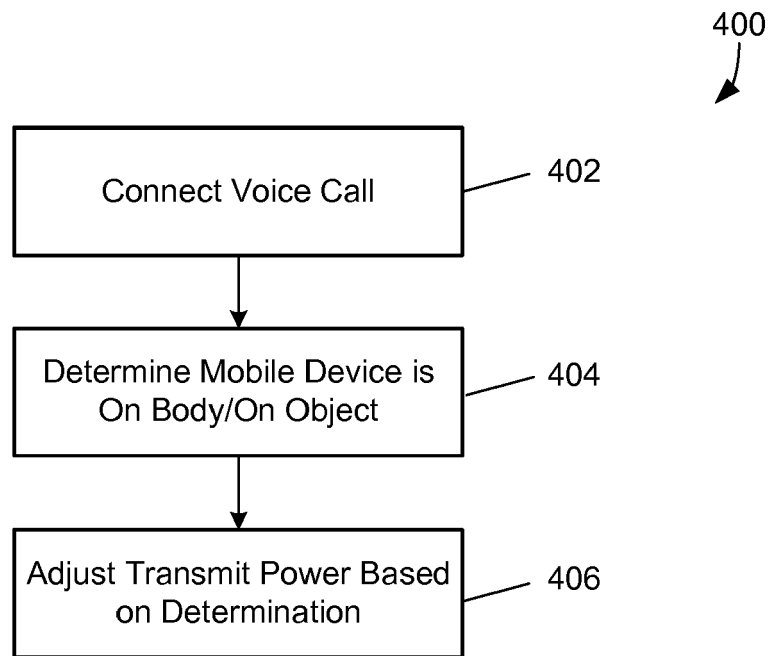 400
Connect Voice Call
402
Determine Mobile Device is
On Body/On Object
404
Adjust Transmit Power Based
on Determination
406